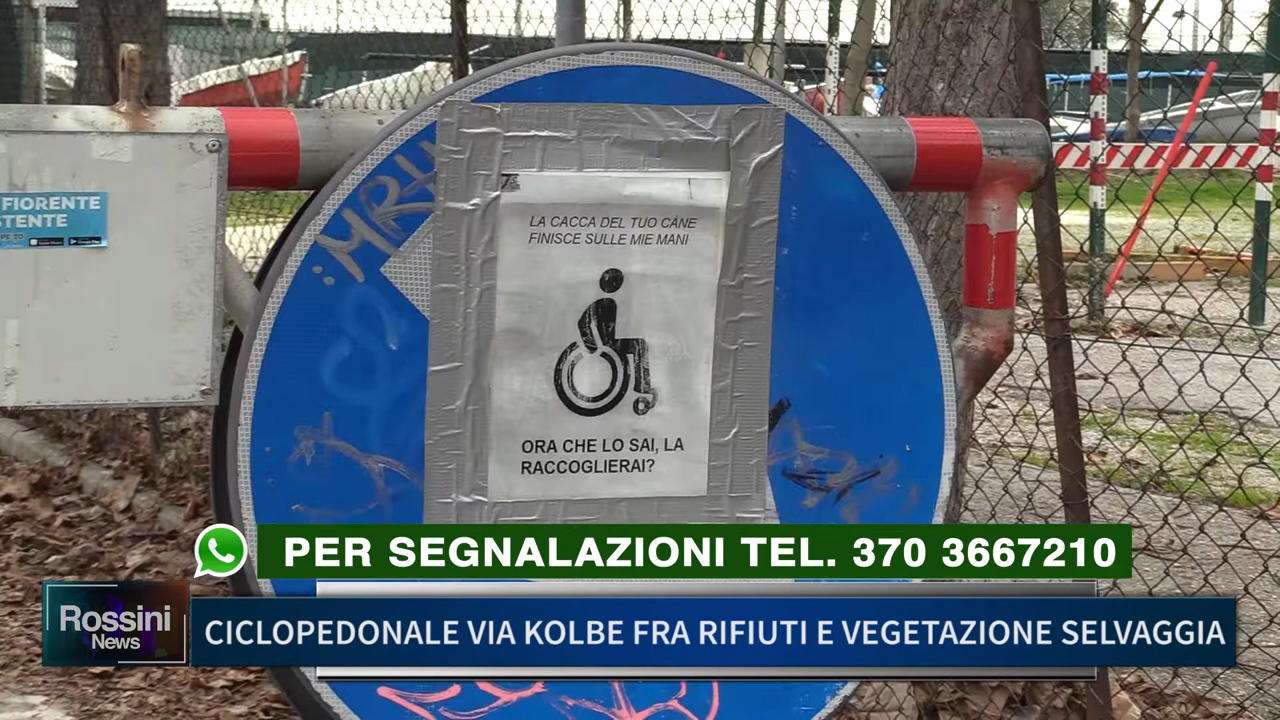 MRH
FIORENTE
STENTE
LA CACCA DEL TUO CANE
FINISCE SULLE MIE MANI
ORA CHE LO SAI, LA
RACCOGLIERAI?
PER SEGNALAZIONI TEL. 370 3667210
Rossini
News
CICLOPEDONALE VIA KOLBE FRA RIFIUTI E VEGETAZIONE SELVAGGIA